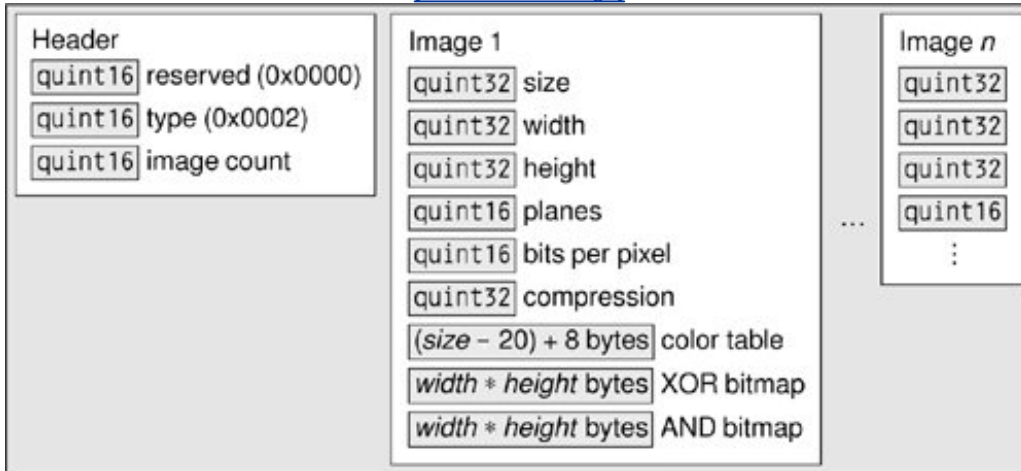 Header
quint16 reserved (0x0000)
quint16 type (0x0002)
quint16 image count
Image 1
quint32 size
quint32 width
quint32 height
quint16 planes
quint16 bits per pixel
quint32 compression
(size – 20) + 8 bytes color table
width * height bytes XOR bitmap
width * height bytes AND bitmap
...
Image n
quint32
quint32
quint32
quint16
⋮